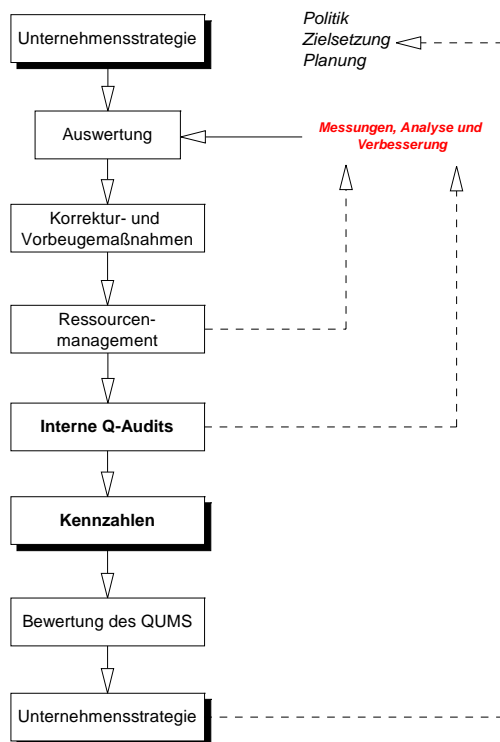 Unternehmensstrategie
Politik
Zielsetzung
Planung
Auswertung
Messungen, Analyse und
Verbesserung
Korrektur- und
Vorbeugemaßnahmen
Ressourcen-
management
Interne Q-Audits
Kennzahlen
Bewertung des QUMS
Unternehmensstrategie